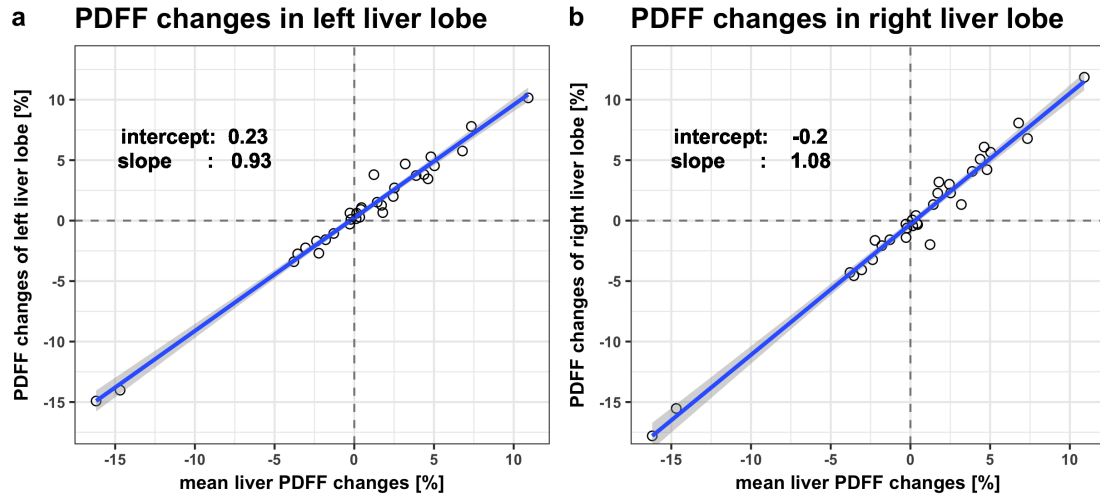 a PDFF changes in left liver lobe
PDFF changes of left liver lobe [%]
10
5
0
-5
-10
-15
intercept: 0.23
slope : 0.93
-15 -10 -5 0 5 10
mean liver PDFF changes [%]
b PDFF changes in right liver lobe
PDFF changes of right liver lobe [%]
10
5
0
-5
-10
-15
intercept: -0.2
slope : 1.08
-15 -10 -5 0 5 10
mean liver PDFF changes [%]